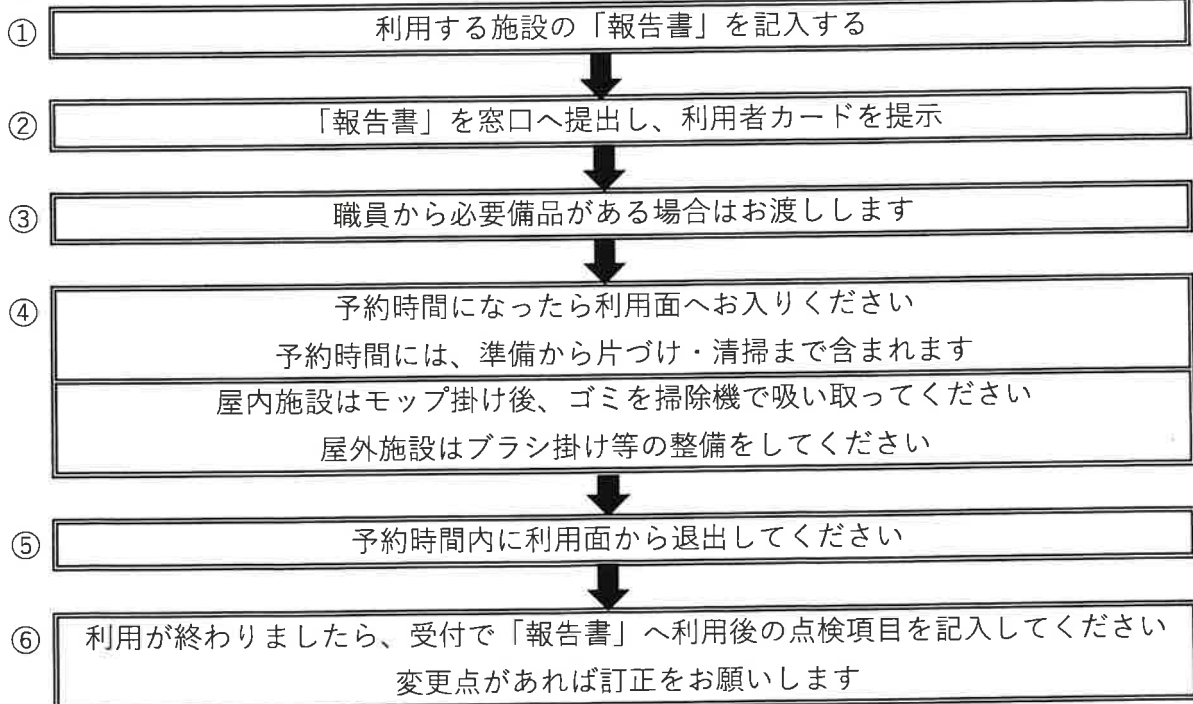 ① 利用する施設の「報告書」を記入する
② 「報告書」を窓口へ提出し、利用者カードを提示
③ 職員から必要備品がある場合はお渡しします
④ 予約時間になったら利用面へお入りください
予約時間には、準備から片づけ・清掃まで含まれます
屋内施設はモップ掛け後、ゴミを掃除機で吸い取ってください
屋外施設はブラシ掛け等の整備をしてください
⑤ 予約時間内に利用面から退出してください
⑥ 利用が終わりましたら、受付で「報告書」へ利用後の点検項目を記入してください
変更点があれば訂正をお願いします